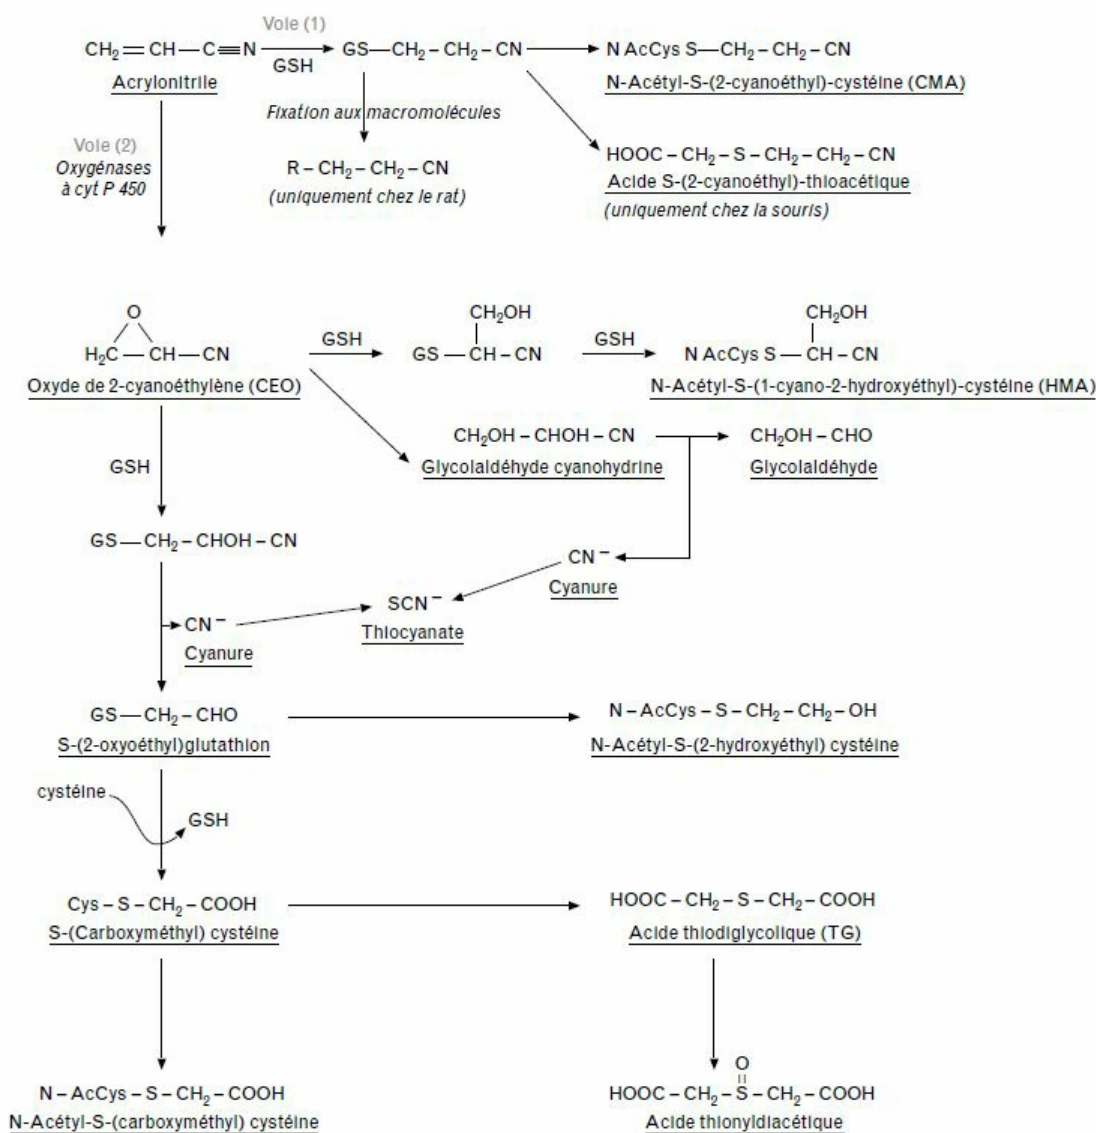 Voie (1)
CH₂=CH—C≡N
GSH
GS—CH₂–CH₂–CN
N AcCys S—CH₂–CH₂–CN
Acrylonitrile
N-Acétyl-S-(2-cyanoéthyl)-cystéine (CMA)
Fixation aux macromolécules
Voie (2)
Oxygénases
à cyt P 450
R–CH₂–CH₂–CN
(uniquement chez le rat)
HOOC–CH₂–S–CH₂–CH₂–CN
Acide S-(2-cyanoéthyl)-thioacétique
(uniquement chez la souris)
O
H₂C—CH—CN
Oxyde de 2-cyanoéthylène (CEO)
GSH
CH₂OH
GS—CH–CN
GSH
CH₂OH
N AcCys S—CH–CN
N-Acétyl-S-(1-cyano-2-hydroxyéthyl)-cystéine (HMA)
CH₂OH–CHOH–CN
Glycolaldéhyde cyanohydrine
CH₂OH–CHO
Glycolaldéhyde
GSH
GS—CH₂–CHOH–CN
CN⁻
Cyanure
SCN⁻
Thiocyanate
CN⁻
Cyanure
GS—CH₂–CHO
S-(2-oxyoéthyl)glutathion
N–AcCys–S–CH₂–CH₂–OH
N-Acétyl-S-(2-hydroxyéthyl) cystéine
cystéine
GSH
Cys–S–CH₂–COOH
S-(Carboxyméthyl) cystéine
HOOC–CH₂–S–CH₂–COOH
Acide thiodiglycolique (TG)
N–AcCys–S–CH₂–COOH
N-Acétyl-S-(carboxyméthyl) cystéine
O
HOOC–CH₂–S–CH₂–COOH
Acide thionyldiacétique